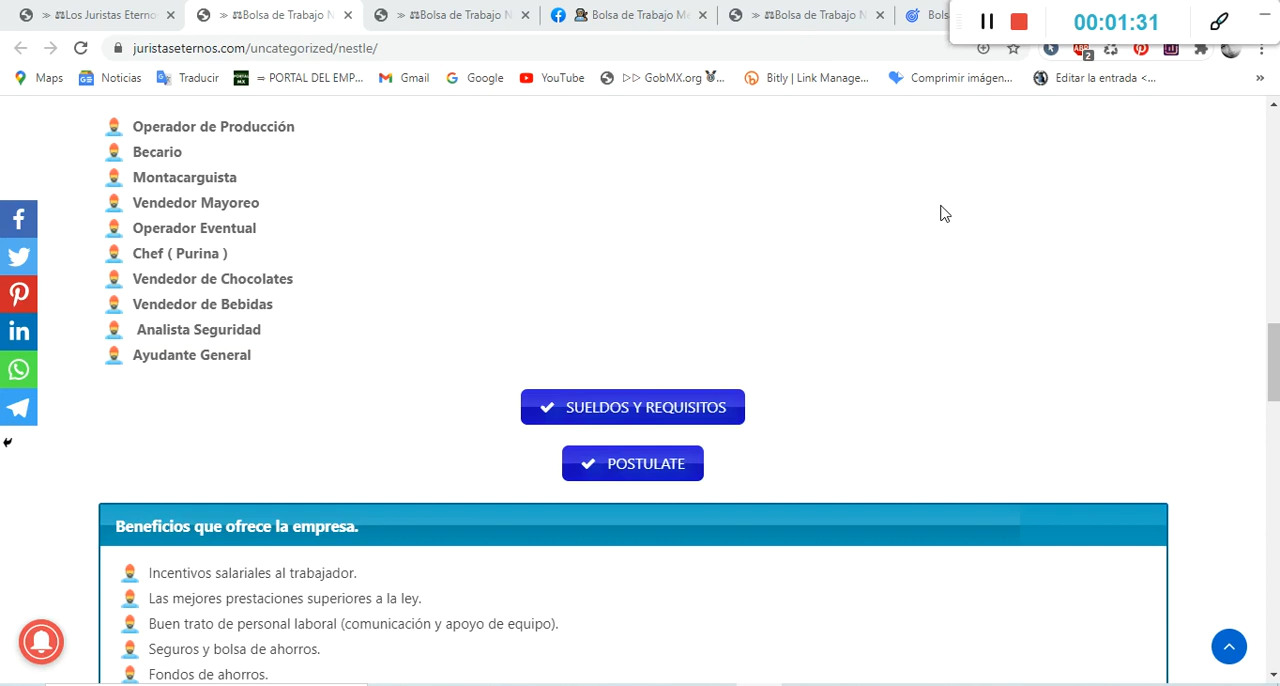 » ⚖Los Juristas Eterno
» ⚖Bolsa de Trabajo N
» ⚖Bolsa de Trabajo N
Bolsa de Trabajo Me
» ⚖Bolsa de Trabajo N
Bols
00:01:31
juristaseternos.com/uncategorized/nestle/
ABP
2
Maps
Noticias
Traducir
PORTAL MX
= PORTAL DEL EMP...
Gmail
Google
YouTube
▷▷ GobMX.org 🏅...
Bitly | Link Manage...
Comprimir imágen...
Editar la entrada <...
»
Operador de Producción
Becario
Montacarguista
Vendedor Mayoreo
Operador Eventual
Chef ( Purina )
Vendedor de Chocolates
Vendedor de Bebidas
Analista Seguridad
Ayudante General
SUELDOS Y REQUISITOS
POSTULATE
Beneficios que ofrece la empresa.
Incentivos salariales al trabajador.
Las mejores prestaciones superiores a la ley.
Buen trato de personal laboral (comunicación y apoyo de equipo).
Seguros y bolsa de ahorros.
Fondos de ahorros.